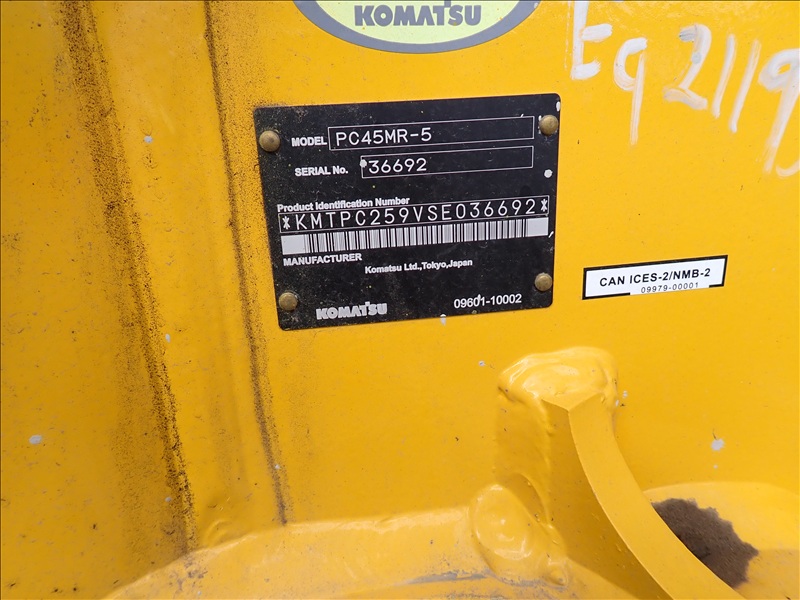 KOMATSU
Eq 2119
MODEL PC45MR-5
SERIAL No. 36692
Product Identification Number
*KMTPC259VSE036692*
MANUFACTURER
Komatsu Ltd.,Tokyo,Japan
KOMATSU 09601-10002
CAN ICES-2/NMB-2
09979-00001